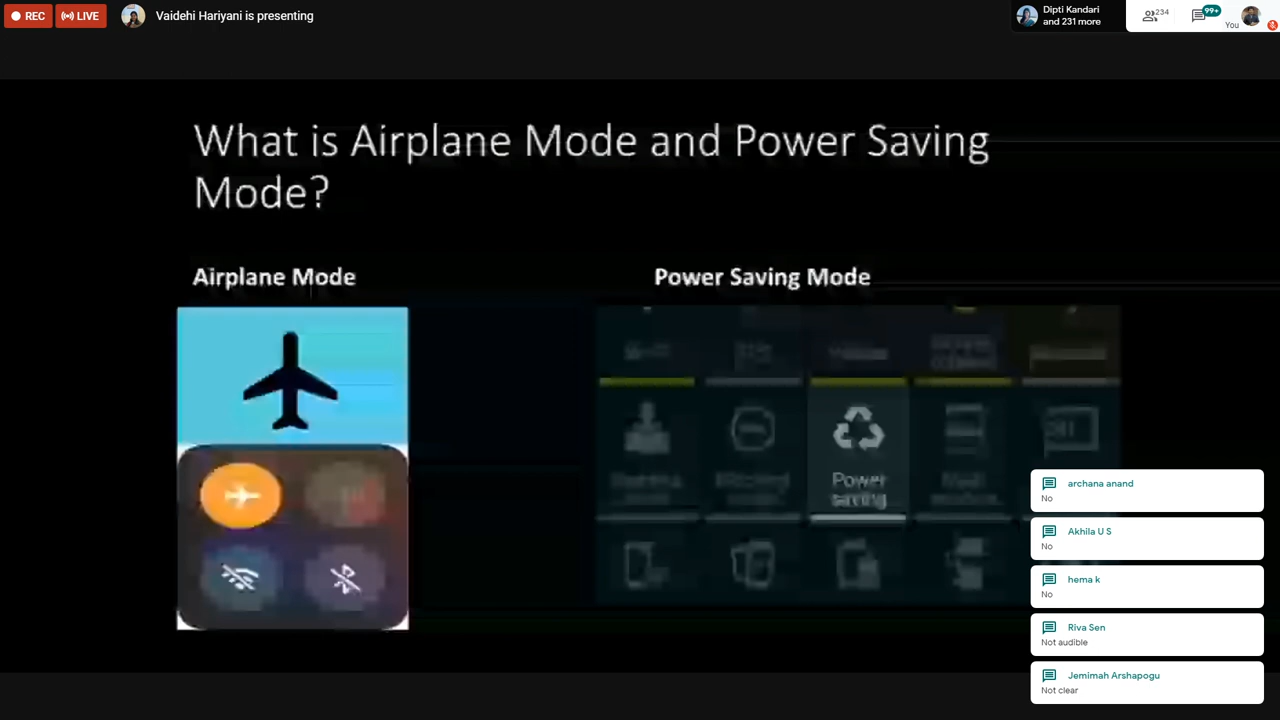 REC
LIVE
Vaidehi Hariyani is presenting
Dipti Kandari
and 231 more
234
99+
You
What is Airplane Mode and Power Saving
Mode?
Airplane Mode
Power Saving Mode
Power
saving
archana anand
No
Akhila U S
No
hema k
No
Riva Sen
Not audible
Jemimah Arshapogu
Not clear